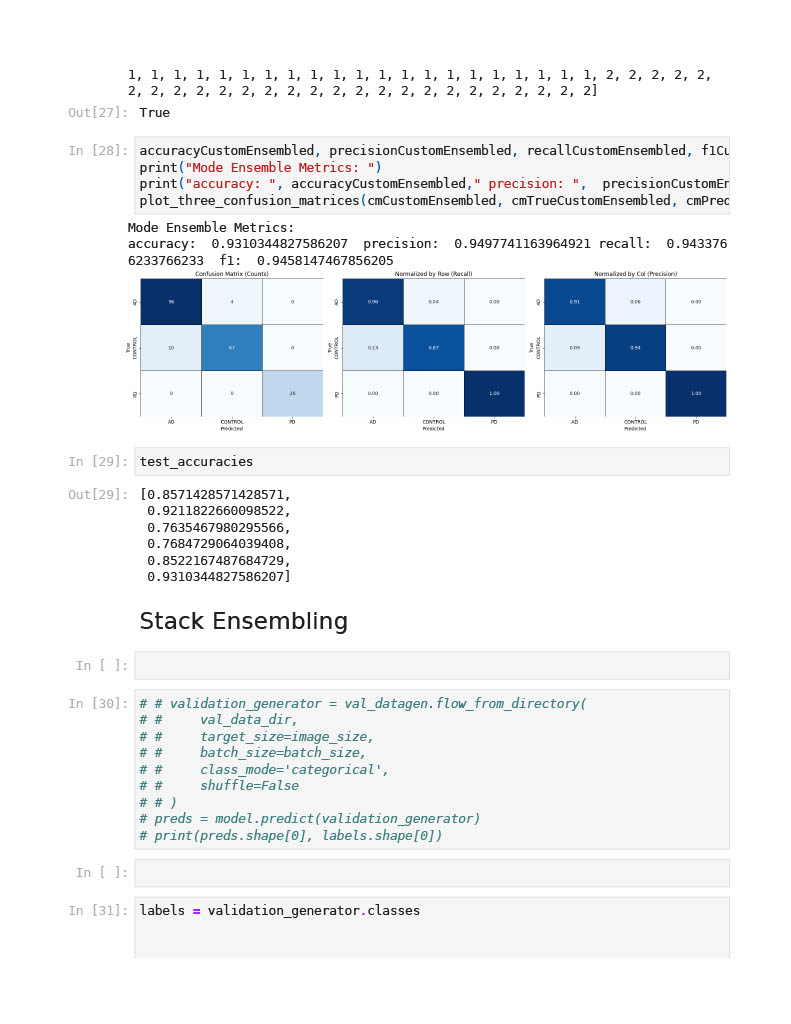 1, 1, 1, 1, 1, 1, 1, 1, 1, 1, 1, 1, 1, 1, 1, 1, 1, 1, 1, 1, 1, 2, 2, 2, 2, 2,
2, 2, 2, 2, 2, 2, 2, 2, 2, 2, 2, 2, 2, 2, 2, 2, 2, 2, 2, 2, 2]
Out[27]: True
In [28]: accuracyCustomEnsembled, precisionCustomEnsembled, recallCustomEnsembled, f1Cu
print("Mode Ensemble Metrics: ")
print("accuracy: ", accuracyCustomEnsembled," precision: ",  precisionCustomEn
plot_three_confusion_matrices(cmCustomEnsembled, cmTrueCustomEnsembled, cmPred
Mode Ensemble Metrics:
accuracy:  0.9310344827586207  precision:  0.9497741163964921 recall:  0.943376
6233766233  f1:  0.9458147467856205
Confusion Matrix (Counts) Normalized by Row (Recall) Normalized by Col (Precision)
AD 96 4 0 AD 0.96 0.04 0.00 AD 0.91 0.06 0.00
True CONTROL 10 67 0 True CONTROL 0.13 0.87 0.00 True CONTROL 0.09 0.94 0.00
PD 0 0 26 PD 0.00 0.00 1.00 PD 0.00 0.00 1.00
AD CONTROL PD AD CONTROL PD AD CONTROL PD
Predicted Predicted Predicted
In [29]: test_accuracies
Out[29]: [0.8571428571428571,
0.9211822660098522,
0.7635467980295566,
0.7684729064039408,
0.8522167487684729,
0.9310344827586207]
Stack Ensembling
In [ ]:
In [30]: # # validation_generator = val_datagen.flow_from_directory(
# #     val_data_dir,
# #     target_size=image_size,
# #     batch_size=batch_size,
# #     class_mode='categorical',
# #     shuffle=False
# # )
# preds = model.predict(validation_generator)
# print(preds.shape[0], labels.shape[0])
In [ ]:
In [31]: labels = validation_generator.classes